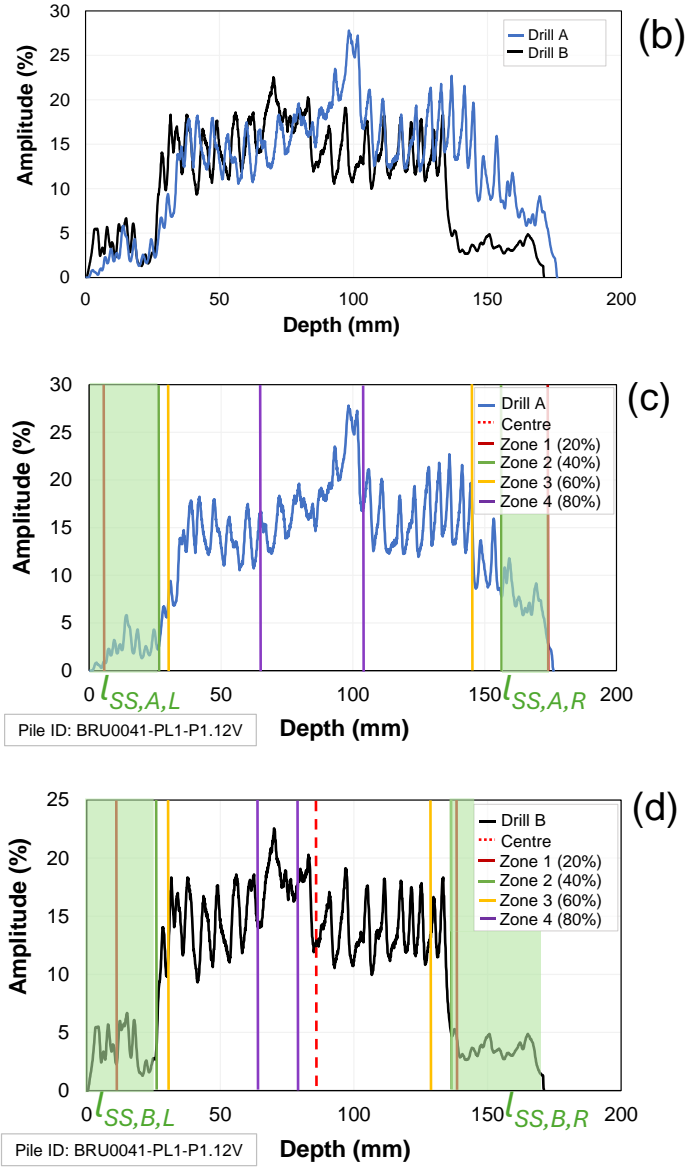 (b)
Amplitude (%)
30
25
20
15
10
5
0
Drill A
Drill B
0 50 100 150 200
Depth (mm)
(c)
Amplitude (%)
30
25
20
15
10
5
0
Drill A
Centre
Zone 1 (20%)
Zone 2 (40%)
Zone 3 (60%)
Zone 4 (80%)
0 50 100 150 200
lSS,A,L
lSS,A,R
Pile ID: BRU0041-PL1-P1.12V
Depth (mm)
(d)
Amplitude (%)
25
20
15
10
5
0
Drill B
Centre
Zone 1 (20%)
Zone 2 (40%)
Zone 3 (60%)
Zone 4 (80%)
0 50 100 150 200
lSS,B,L
lSS,B,R
Pile ID: BRU0041-PL1-P1.12V
Depth (mm)